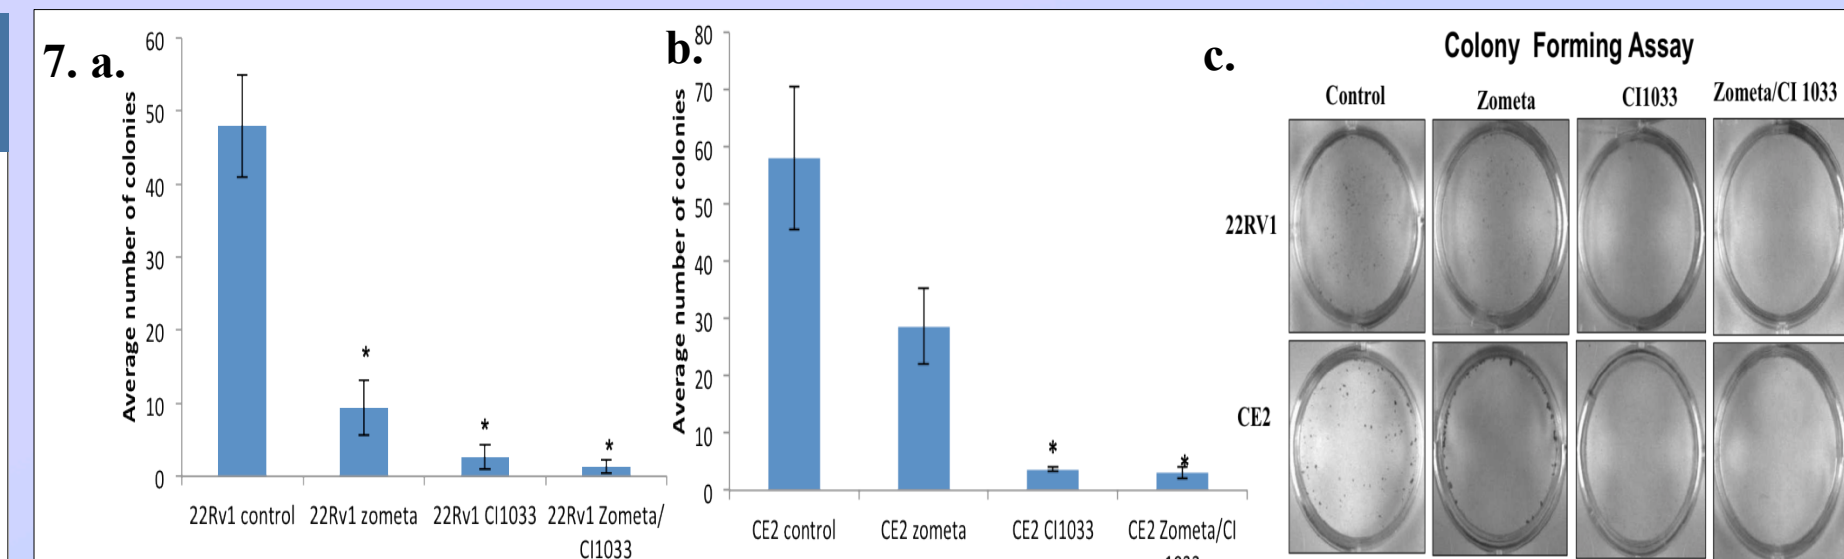 7. a.
60
50
40
30
20
10
0
Average number of colonies
*
*
*
22Rv1 control
22Rv1 zometa
22Rv1 CI1033
22Rv1 Zometa/
CI1033
b.
80
70
60
50
40
30
20
10
0
Average number of colonies
*
*
CE2 control
CE2 zometa
CE2 CI1033
CE2 Zometa/CI
c.
Colony Forming Assay
Control
Zometa
CI1033
Zometa/CI 1033
22RV1
CE2